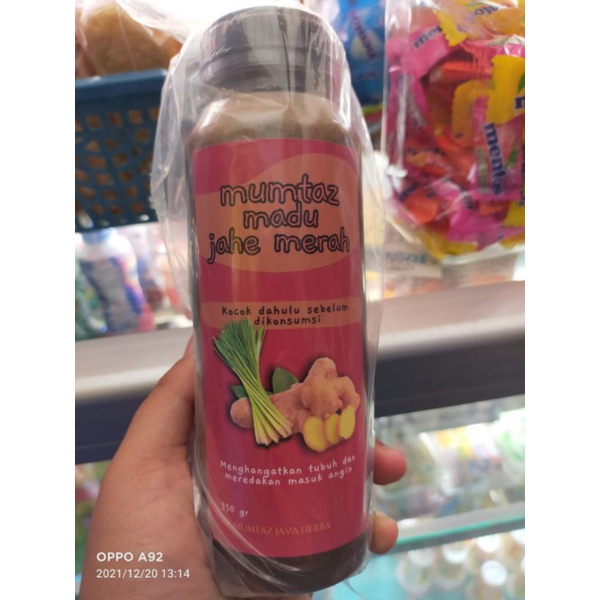 mumtaz
madu
jahe merah
Kocok dahulu sebelum
dikonsumsi
Menghangatkan tubuh dan
meredakan masuk angin
350 gr
MUMTAZ JAVA HERBA
mentos
OPPO A92
2021/12/20 13:14